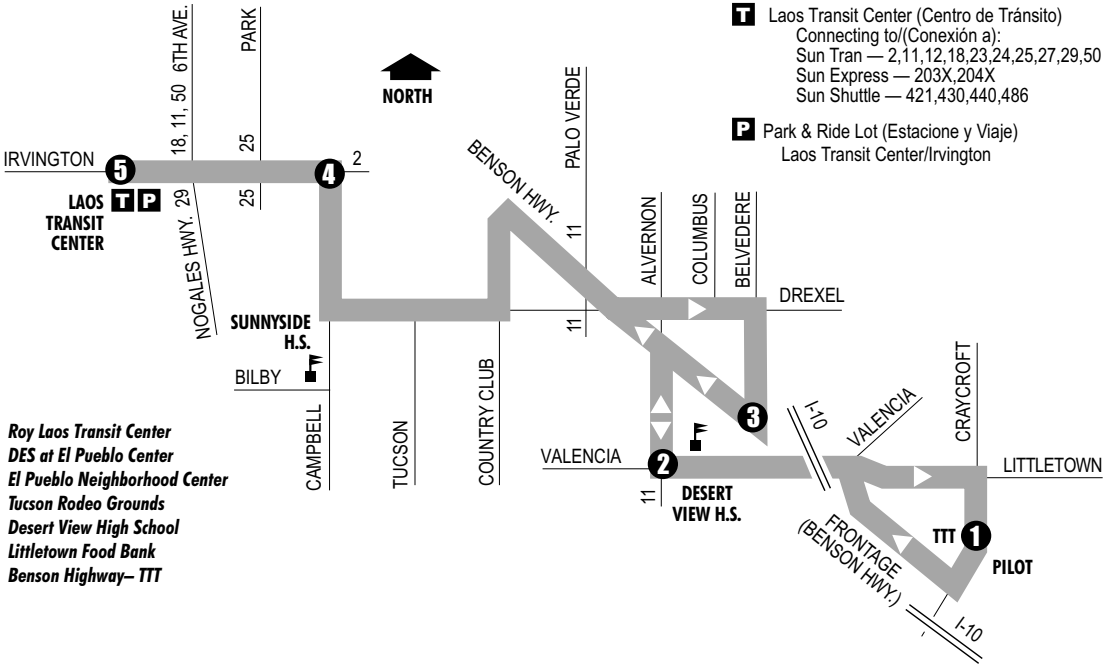 T Laos Transit Center (Centro de Tránsito)
Connecting to/(Conexión a):
Sun Tran — 2,11,12,18,23,24,25,27,29,50
Sun Express — 203X,204X
Sun Shuttle — 421,430,440,486
P Park & Ride Lot (Estacione y Viaje)
Laos Transit Center/Irvington
NORTH
18, 11, 50 6TH AVE.
PARK
25
25
IRVINGTON
5
4
2
LAOS
TRANSIT
CENTER
T P
29
NOGALES HWY.
BENSON HWY.
PALO VERDE
11
11
ALVERNON
COLUMBUS
BELVEDERE
DREXEL
SUNNYSIDE
H.S.
BILBY
CAMPBELL
TUCSON
COUNTRY CLUB
3
VALENCIA
2
11
DESERT
VIEW H.S.
I-10
VALENCIA
CRAYCROFT
LITTLETOWN
TTT 1
PILOT
FRONTAGE
(BENSON HWY.)
I-10
Roy Laos Transit Center
DES at El Pueblo Center
El Pueblo Neighborhood Center
Tucson Rodeo Grounds
Desert View High School
Littletown Food Bank
Benson Highway– TTT